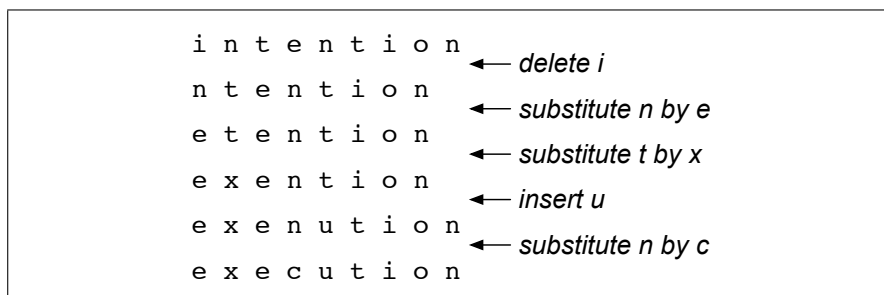 i n t e n t i o n
delete i
n t e n t i o n
substitute n by e
e t e n t i o n
substitute t by x
e x e n t i o n
insert u
e x e n u t i o n
substitute n by c
e x e c u t i o n